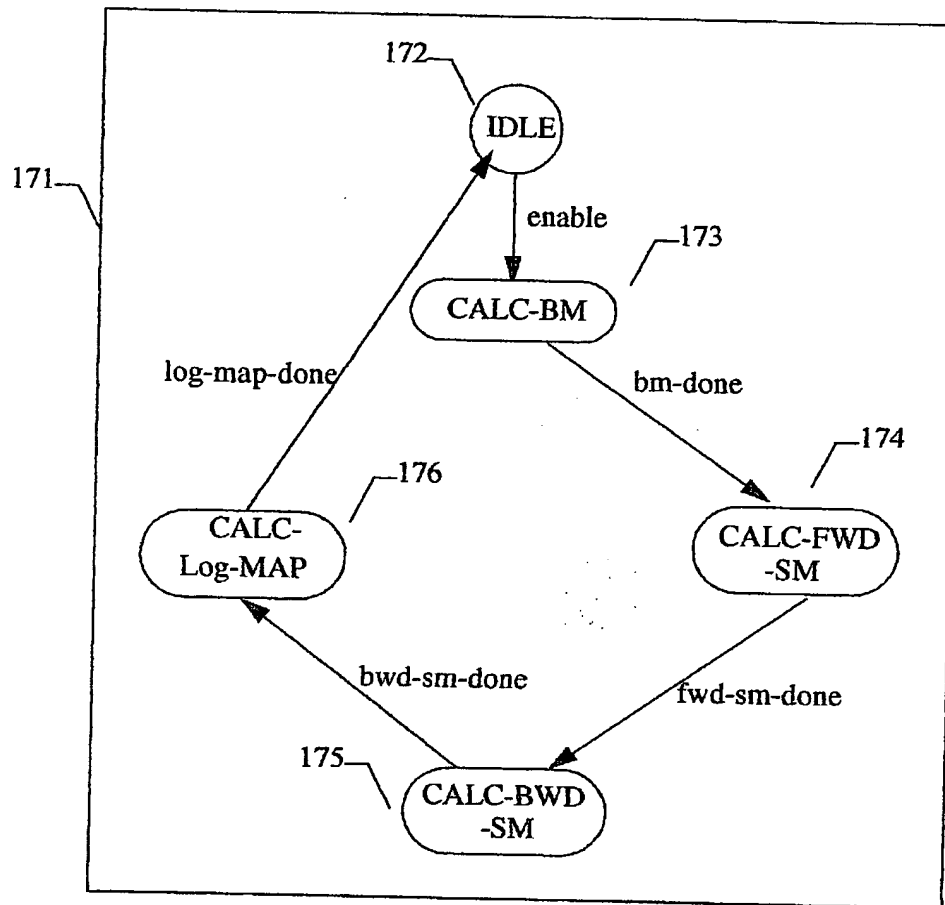 172
IDLE
171
enable
173
CALC-BM
log-map-done
bm-done
174
176
CALC-
Log-MAP
CALC-FWD
-SM
bwd-sm-done
fwd-sm-done
175
CALC-BWD
-SM